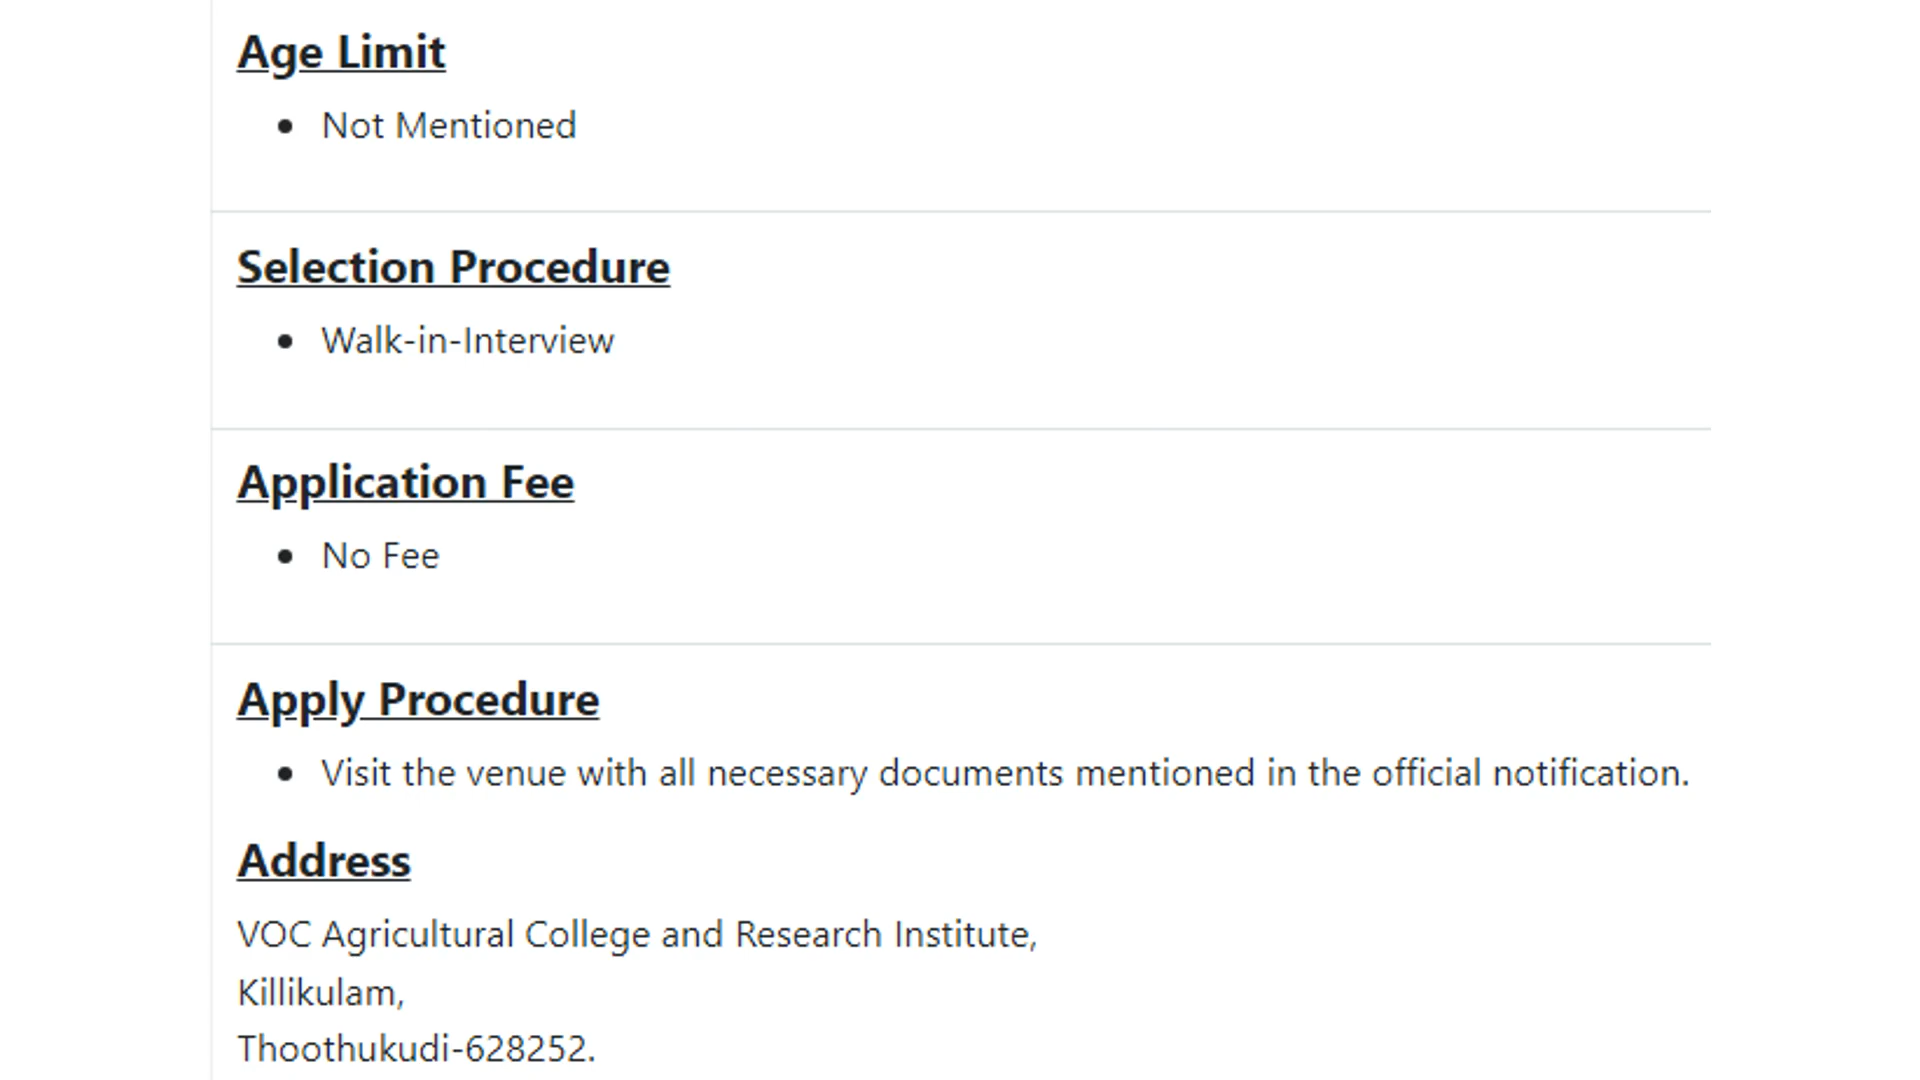 Age Limit
Not Mentioned
Selection Procedure
Walk-in-Interview
Application Fee
No Fee
Apply Procedure
Visit the venue with all necessary documents mentioned in the official notification.
Address
VOC Agricultural College and Research Institute,
Killikulam,
Thoothukudi-628252.